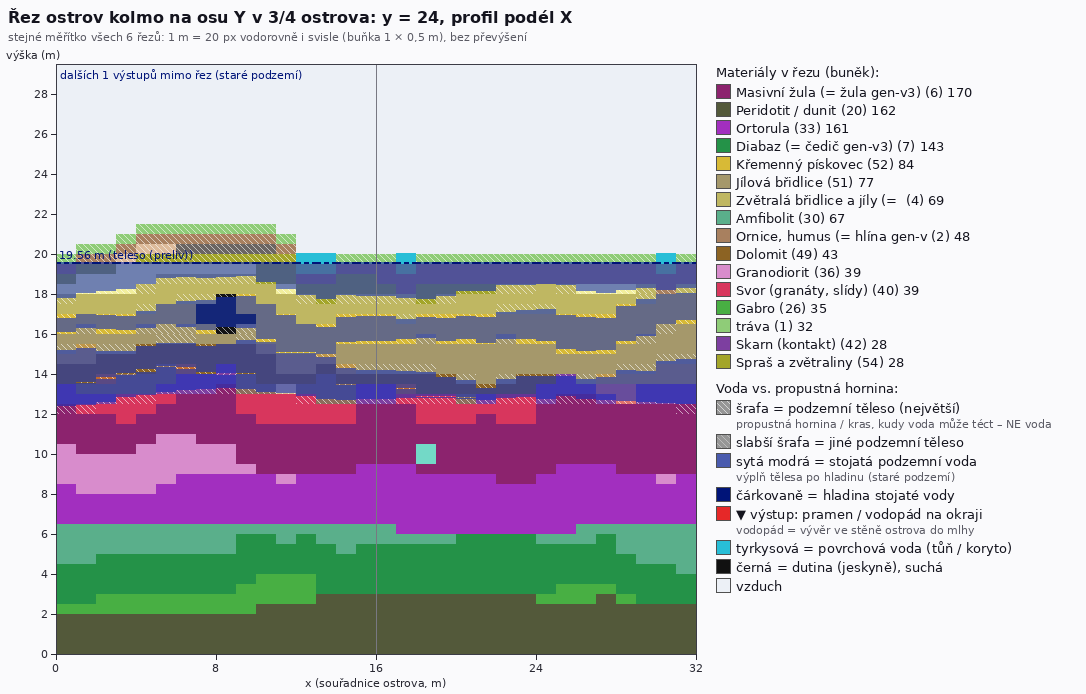 Řez ostrov kolmo na osu Y v 3/4 ostrova: y = 24, profil podél X
stejné měřítko všech 6 řezů: 1 m = 20 px vodorovně i svisle (buňka 1 × 0,5 m), bez převýšení
výška (m)
dalších 1 výstupů mimo řez (staré podzemí)
28
26
24
22
20
18
16
14
12
10
8
6
4
2
0
19.56 m (těleso (přeliv))
0
8
16
24
32
x (souřadnice ostrova, m)
Materiály v řezu (buněk):
Masivní žula (= žula gen-v3) (6) 170
Peridotit / dunit (20) 162
Ortorula (33) 161
Diabaz (= čedič gen-v3) (7) 143
Křemenný pískovec (52) 84
Jílová břidlice (51) 77
Zvětralá břidlice a jíly (=  (4) 69
Amfibolit (30) 67
Ornice, humus (= hlína gen-v (2) 48
Dolomit (49) 43
Granodiorit (36) 39
Svor (granáty, slídy) (40) 39
Gabro (26) 35
tráva (1) 32
Skarn (kontakt) (42) 28
Spraš a zvětraliny (54) 28
Voda vs. propustná hornina:
šrafa = podzemní těleso (největší)
propustná hornina / kras, kudy voda může téct – NE voda
slabší šrafa = jiné podzemní těleso
sytá modrá = stojatá podzemní voda
výplň tělesa po hladinu (staré podzemí)
čárkovaně = hladina stojaté vody
▼ výstup: pramen / vodopád na okraji
vodopád = vývěr ve stěně ostrova do mlhy
tyrkysová = povrchová voda (tůň / koryto)
černá = dutina (jeskyně), suchá
vzduch